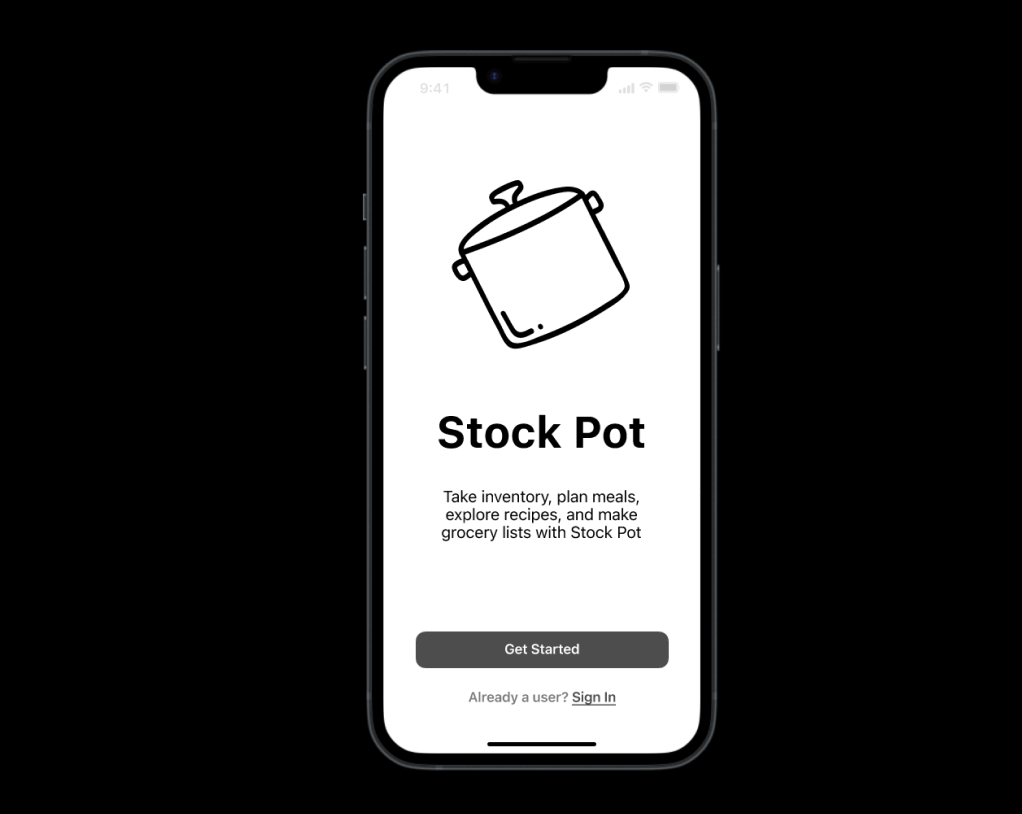 9:41
Stock Pot
Take inventory, plan meals,
explore recipes, and make
grocery lists with Stock Pot
Get Started
Already a user? Sign In